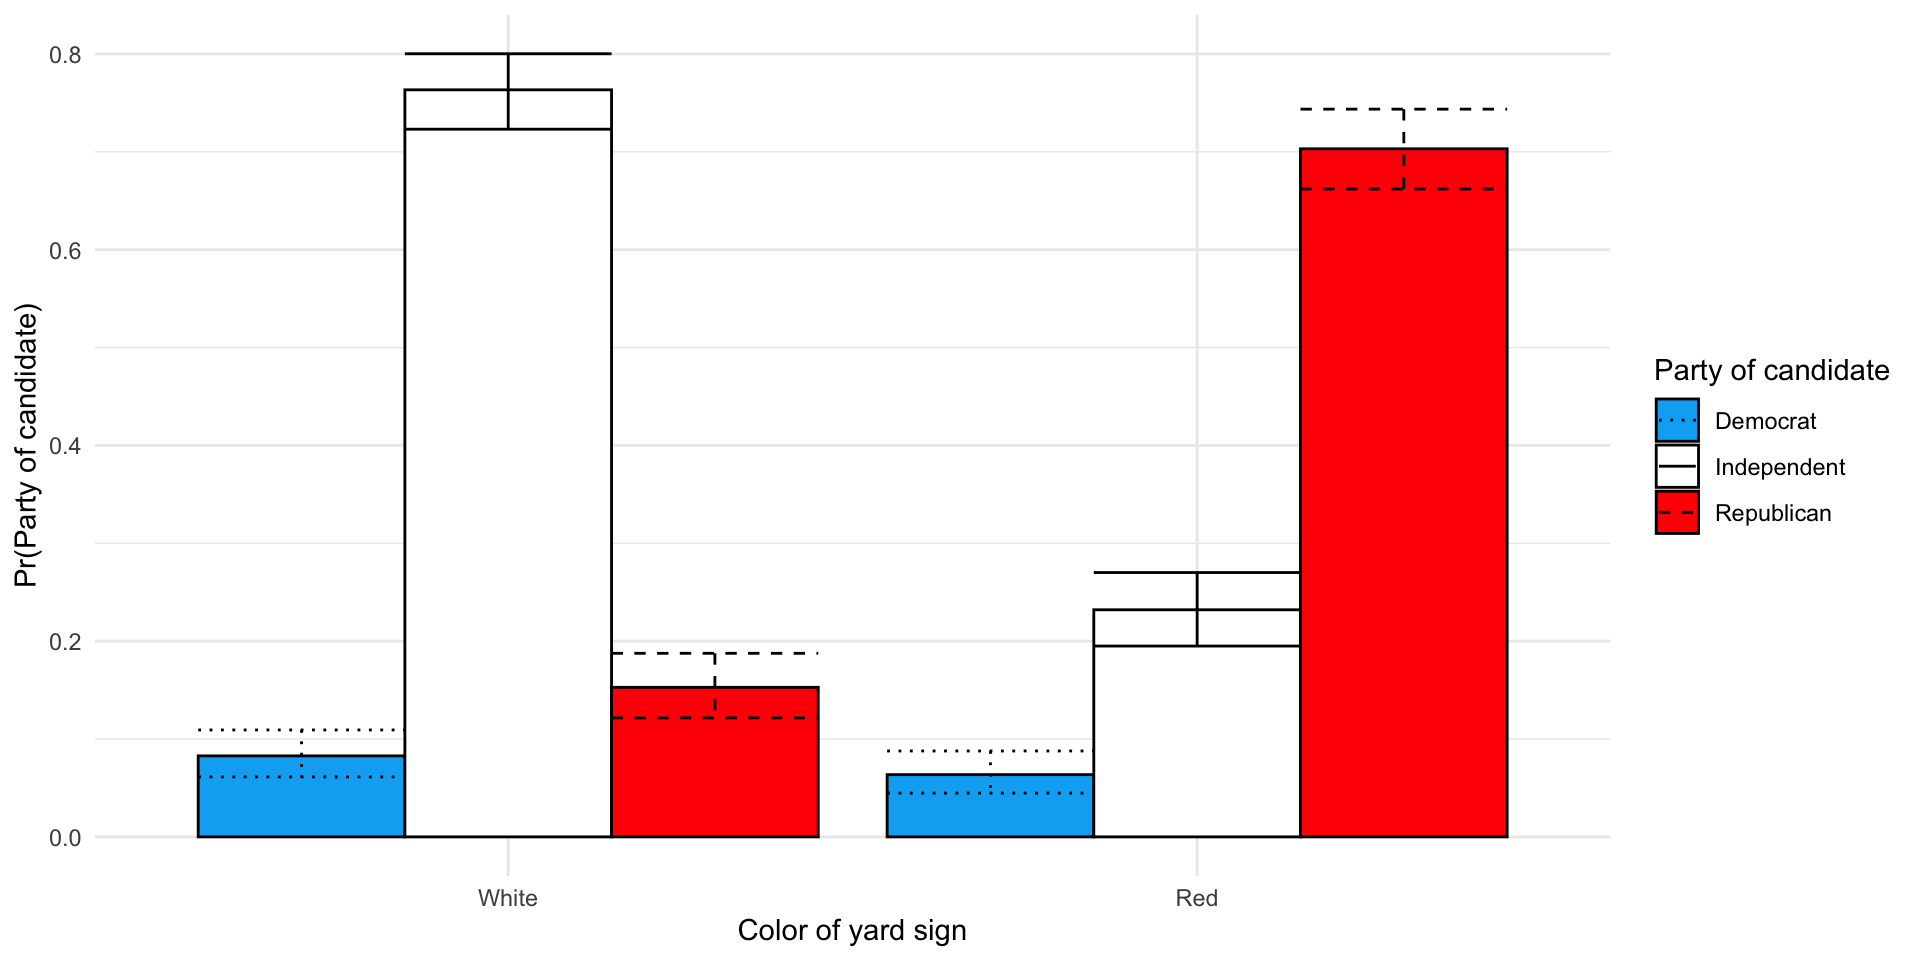 0.8
0.6
0.4
0.2
0.0
Pr(Party of candidate)
White
Red
Color of yard sign
Party of candidate
Democrat
Independent
Republican